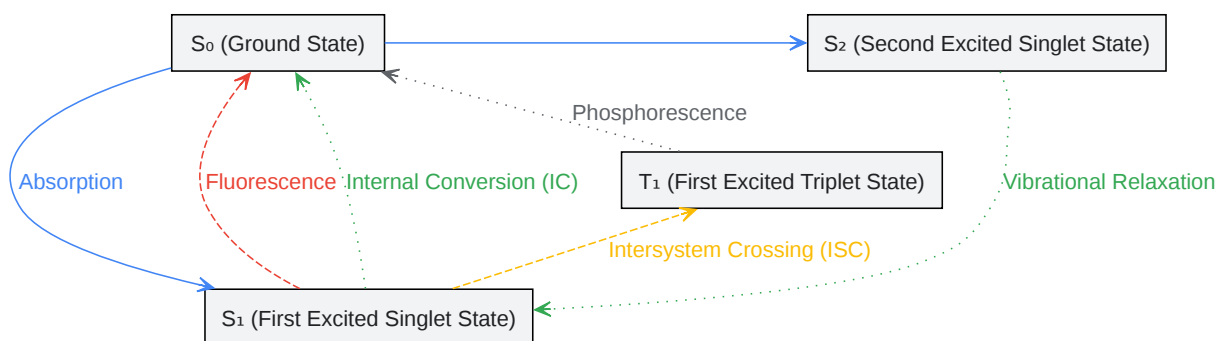 S₀ (Ground State)
S₂ (Second Excited Singlet State)
Phosphorescence
Absorption
Fluorescence
Internal Conversion (IC)
T₁ (First Excited Triplet State)
Vibrational Relaxation
Intersystem Crossing (ISC)
S₁ (First Excited Singlet State)